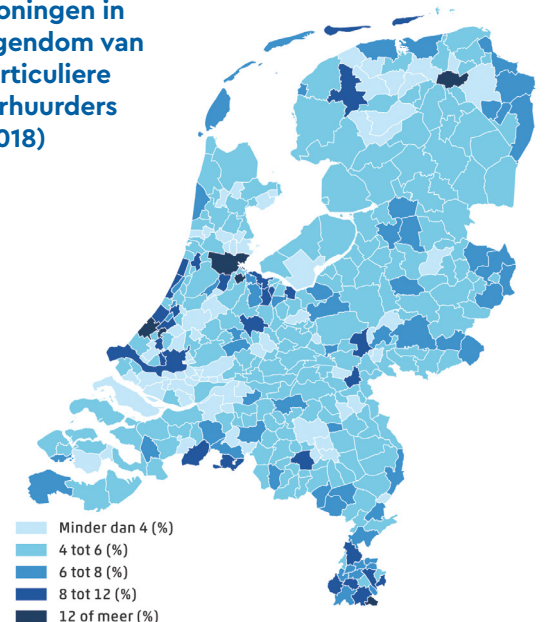 oningen in
gendom van
articuliere
rhuurders
018)
Minder dan 4 (%)
4 tot 6 (%)
6 tot 8 (%)
8 tot 12 (%)
12 of meer (%)